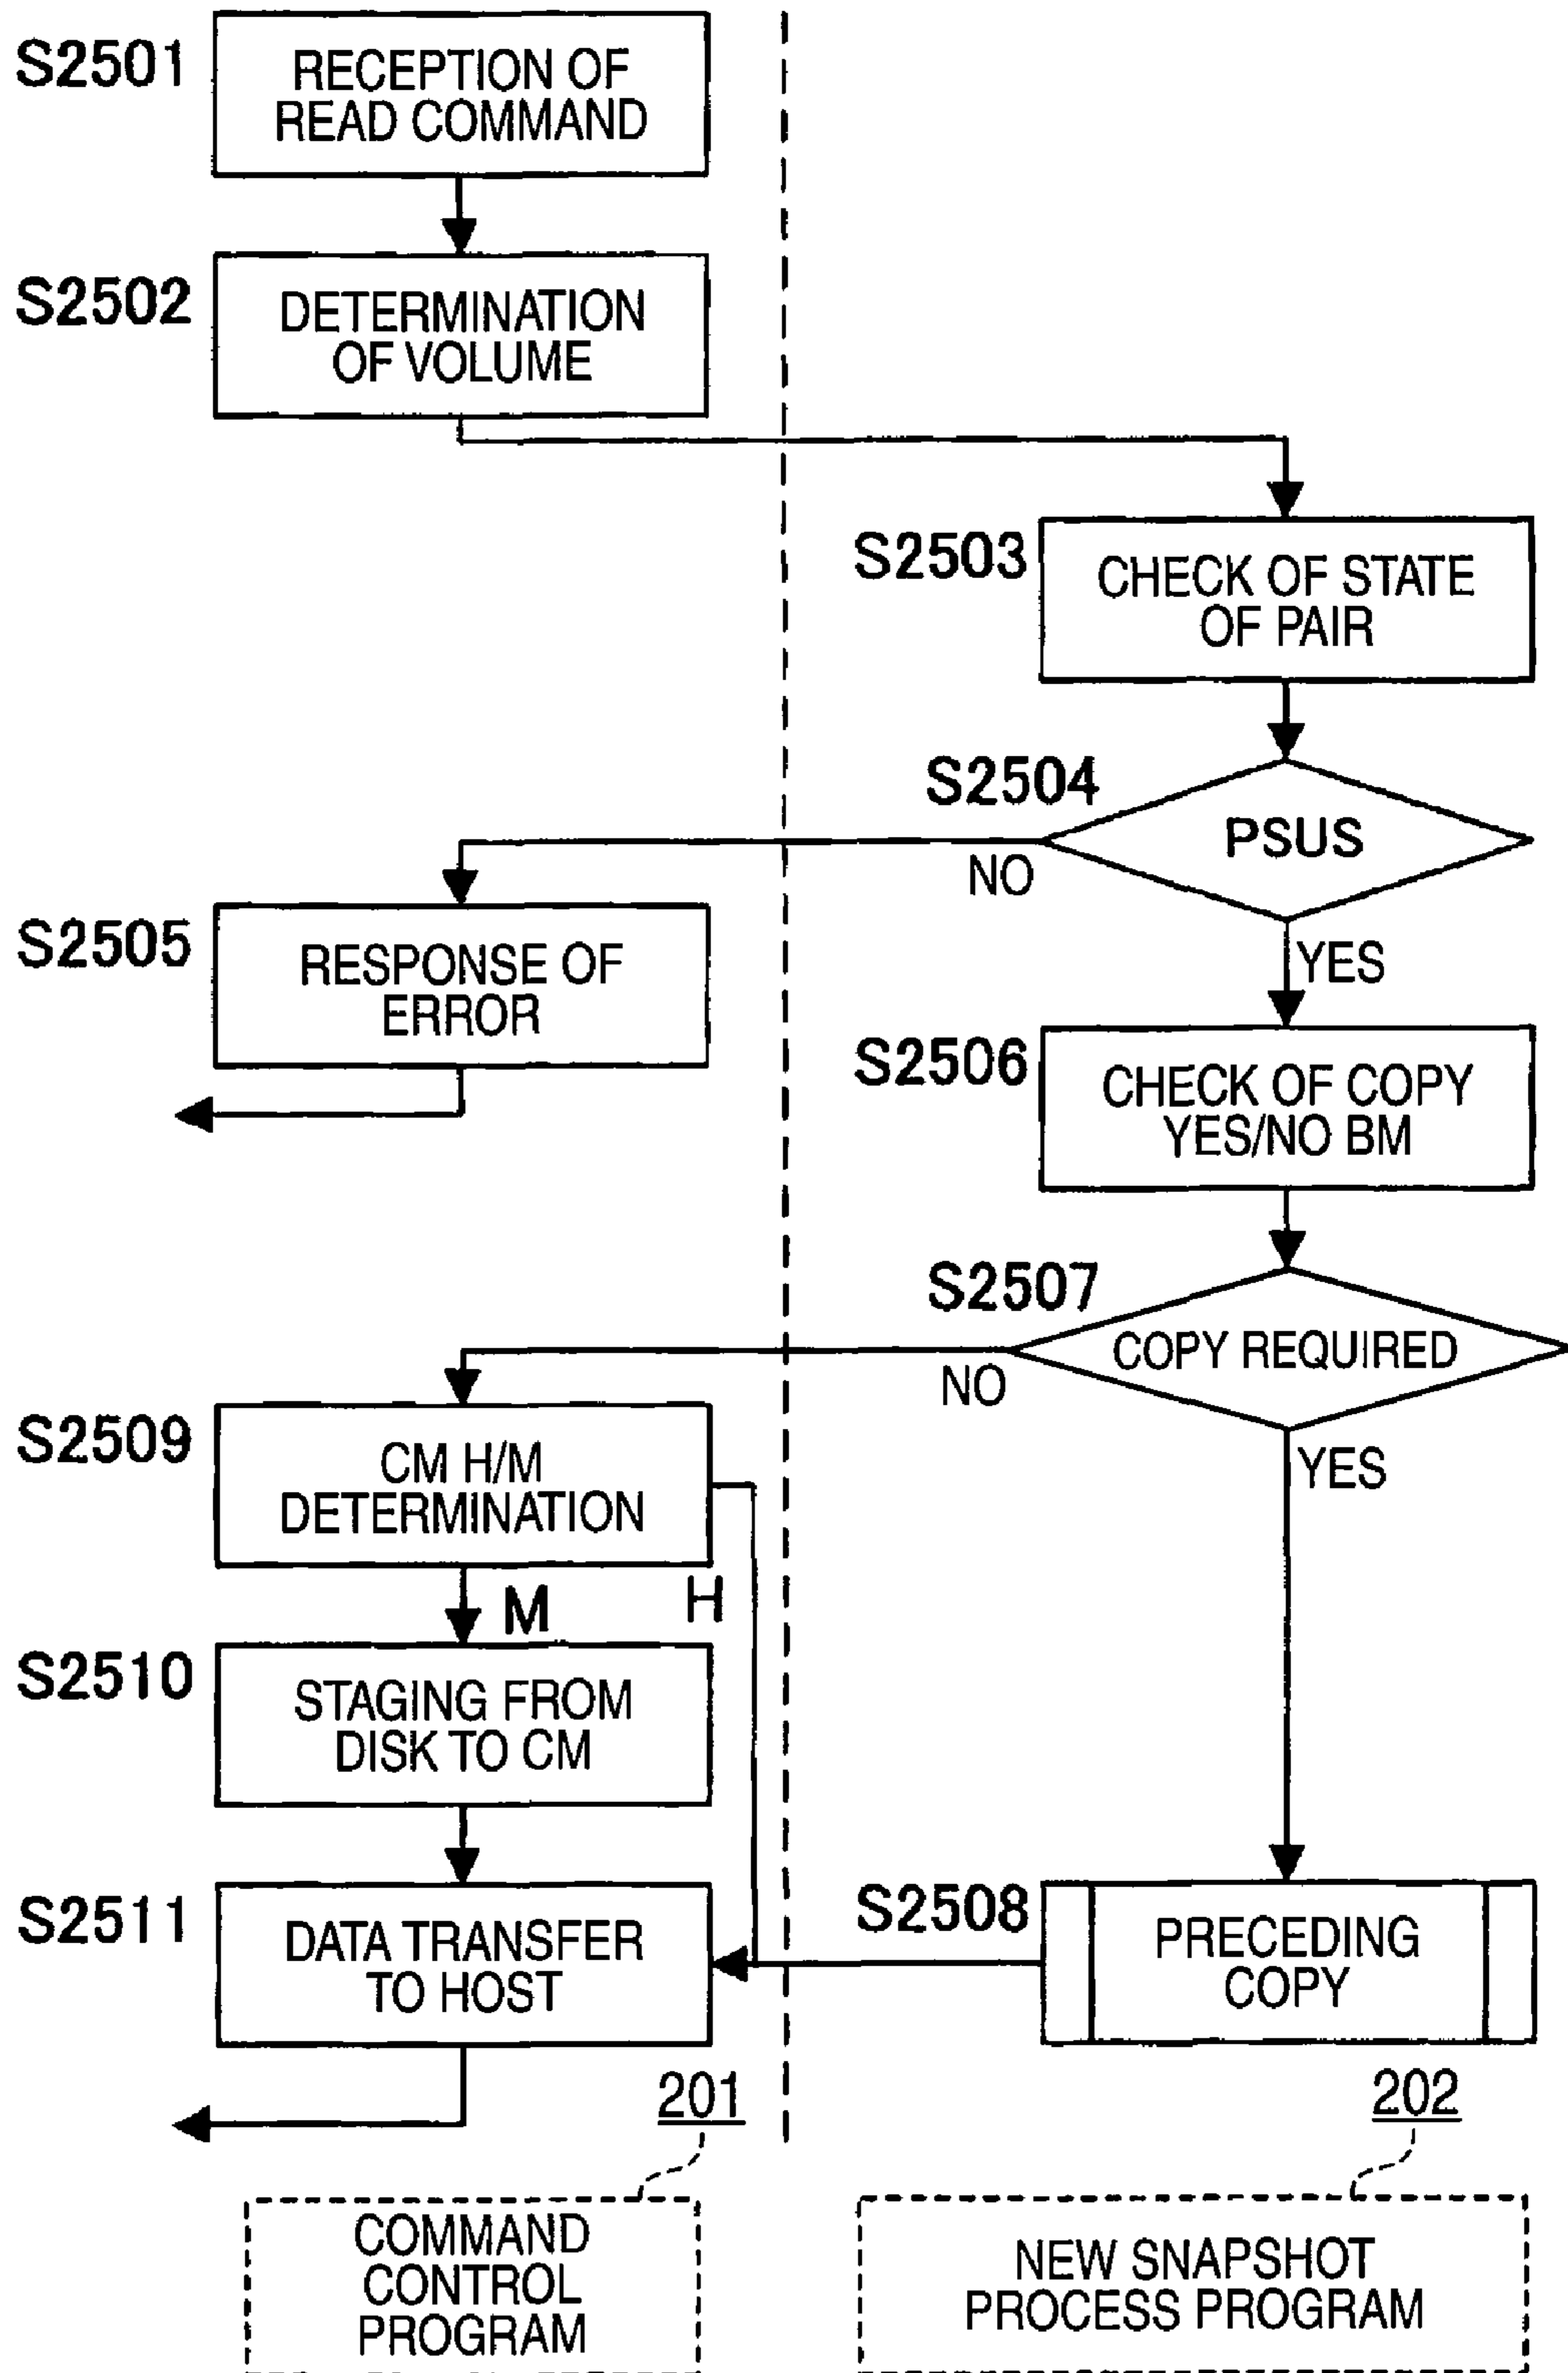 S2501
RECEPTION OF
READ COMMAND
S2502
DETERMINATION
OF VOLUME
S2503
CHECK OF STATE
OF PAIR
S2504
PSUS
NO
YES
S2505
RESPONSE OF
ERROR
S2506
CHECK OF COPY
YES/NO BM
S2507
COPY REQUIRED
NO
YES
S2509
CM H/M
DETERMINATION
M
H
S2510
STAGING FROM
DISK TO CM
S2511
DATA TRANSFER
TO HOST
S2508
PRECEDING
COPY
201
202
COMMAND
CONTROL
PROGRAM
NEW SNAPSHOT
PROCESS PROGRAM